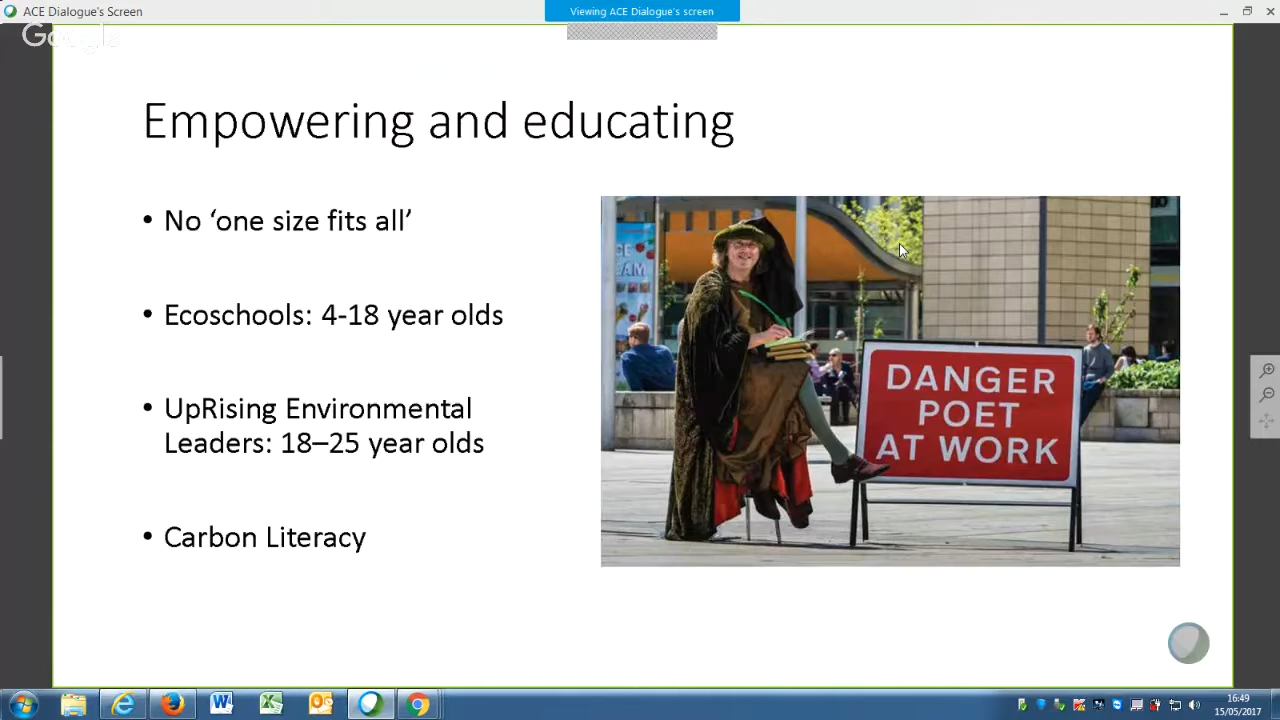 ACE Dialogue's Screen
Viewing ACE Dialogue's screen
Google
Empowering and educating
• No ‘one size fits all’
• Ecoschools: 4-18 year olds
• UpRising Environmental
Leaders: 18–25 year olds
• Carbon Literacy
DANGER
POET
AT WORK
16:49
15/05/2017